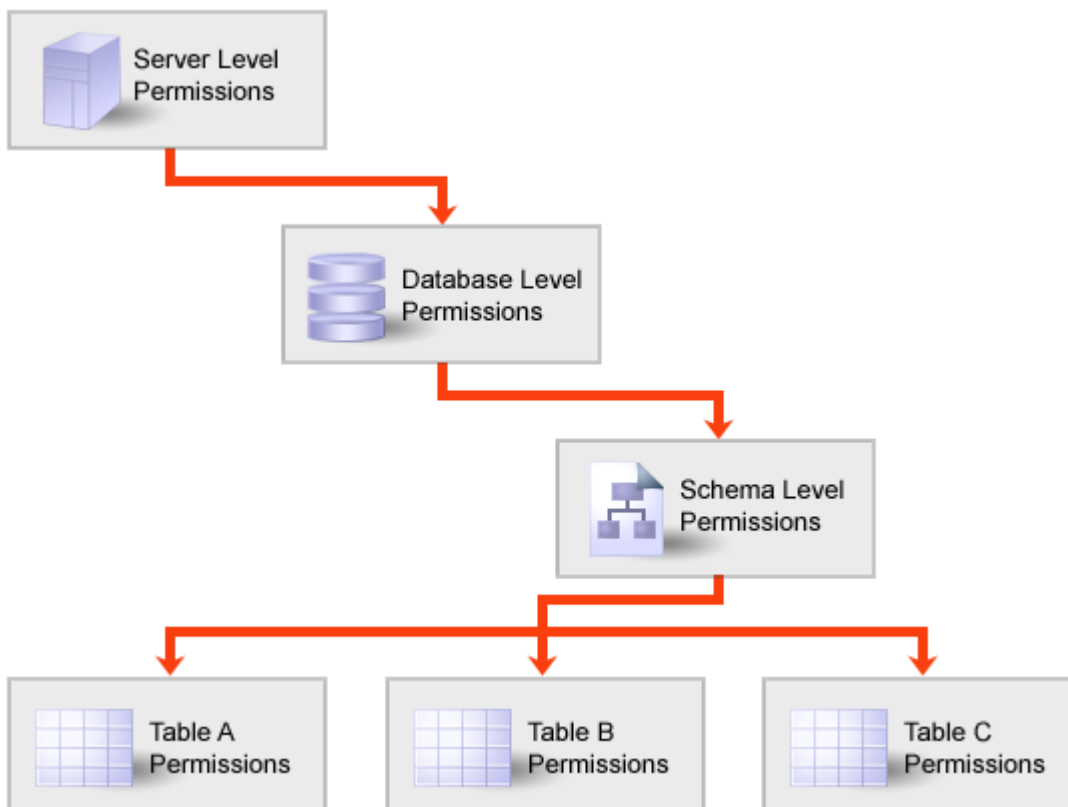 Server Level
Permissions
Database Level
Permissions
Schema Level
Permissions
Table A
Permissions
Table B
Permissions
Table C
Permissions